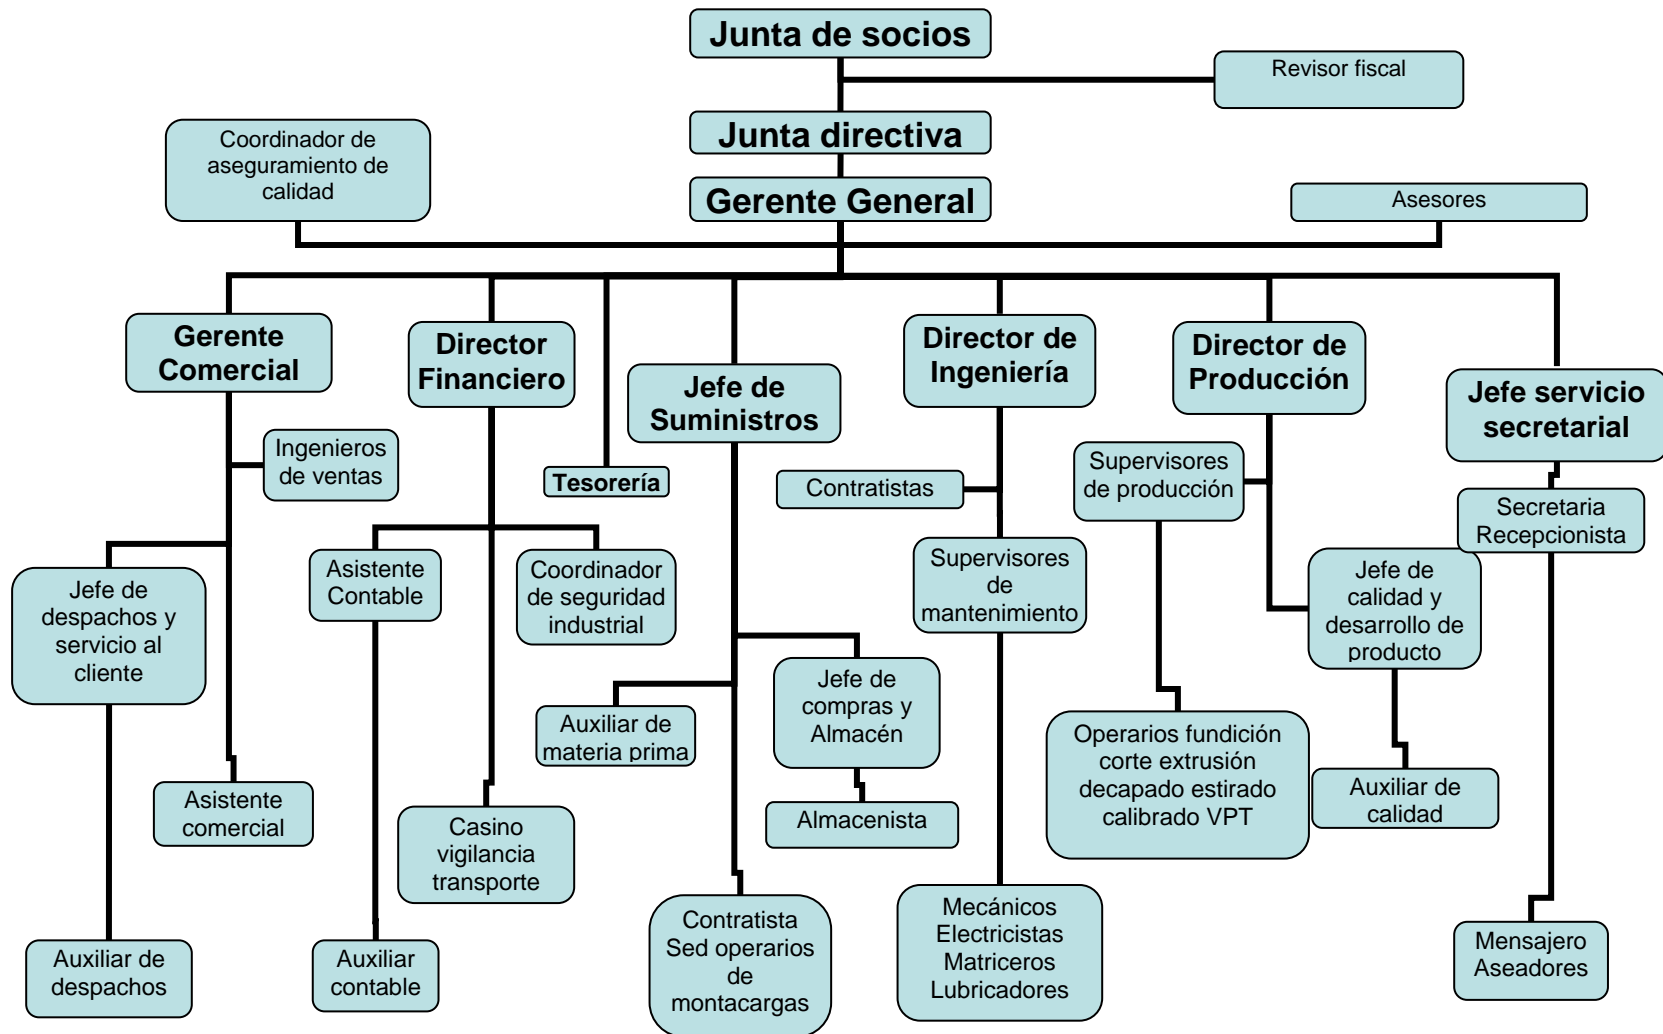 Junta de socios
Revisor fiscal
Junta directiva
Coordinador de
aseguramiento de
calidad
Gerente General
Asesores
Gerente
Comercial
Director
Financiero
Jefe de
Suministros
Director de
Ingeniería
Director de
Producción
Jefe servicio
secretarial
Ingenieros
de ventas
Tesorería
Contratistas
Supervisores
de producción
Secretaria
Recepcionista
Jefe de
despachos y
servicio al
cliente
Asistente
Contable
Coordinador
de seguridad
industrial
Supervisores
de
mantenimiento
Jefe de
calidad y
desarrollo de
producto
Auxiliar de
materia prima
Jefe de
compras y
Almacén
Operarios fundición
corte extrusión
decapado estirado
calibrado VPT
Asistente
comercial
Casino
vigilancia
transporte
Almacenista
Auxiliar de
calidad
Auxiliar de
despachos
Auxiliar
contable
Contratista
Sed operarios
de
montacargas
Mecánicos
Electricistas
Matriceros
Lubricadores
Mensajero
Aseadores